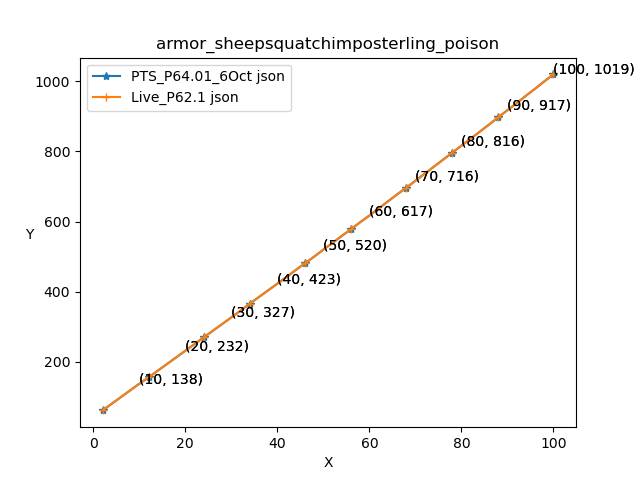 armor_sheepsquatchimposterling_poison
PTS_P64.01_6Oct json
Live_P62.1 json
(100, 1019)
(90, 917)
(80, 816)
(70, 716)
(60, 617)
(50, 520)
(40, 423)
(30, 327)
(20, 232)
(10, 138)
1000
800
600
400
200
Y
0 20 40 60 80 100
X